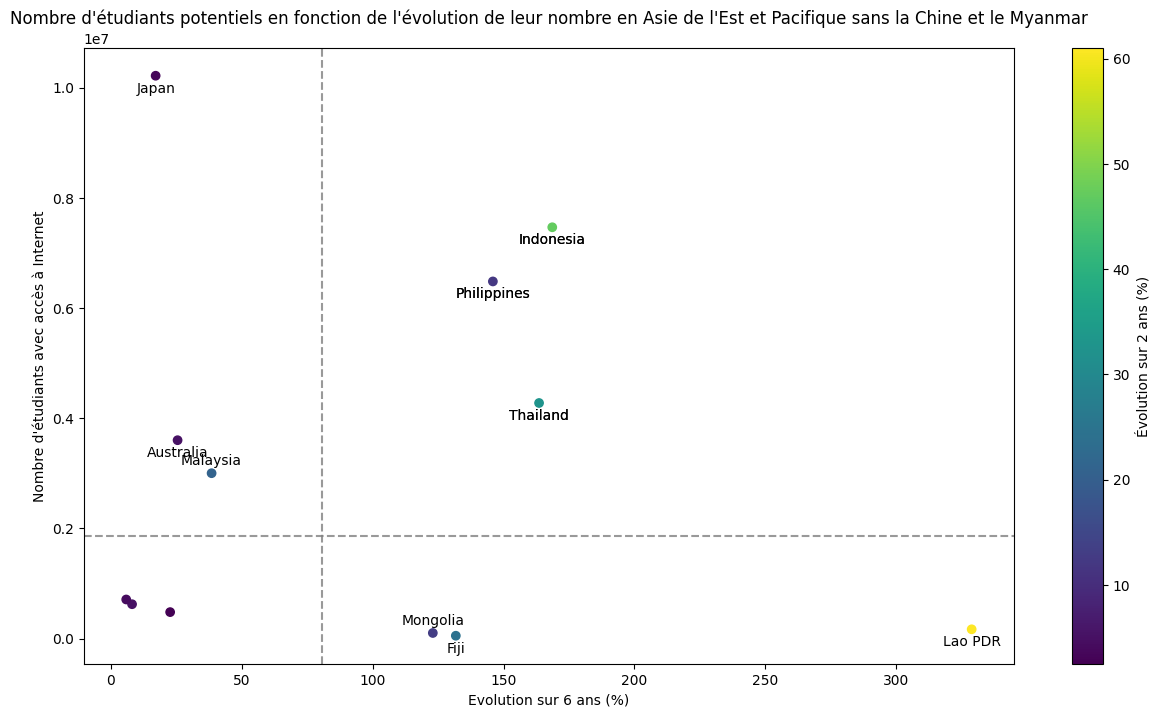 Nombre d'étudiants potentiels en fonction de l'évolution de leur nombre en Asie de l'Est et Pacifique sans la Chine et le Myanmar
1e7
1.0
0.8
0.6
0.4
0.2
0.0
Nombre d'étudiants avec accès à Internet
Japan
Indonesia
Philippines
Thailand
Australia
Malaysia
Mongolia
Fiji
Lao PDR
0
50
100
150
200
250
300
Evolution sur 6 ans (%)
60
50
40
30
20
10
Évolution sur 2 ans (%)